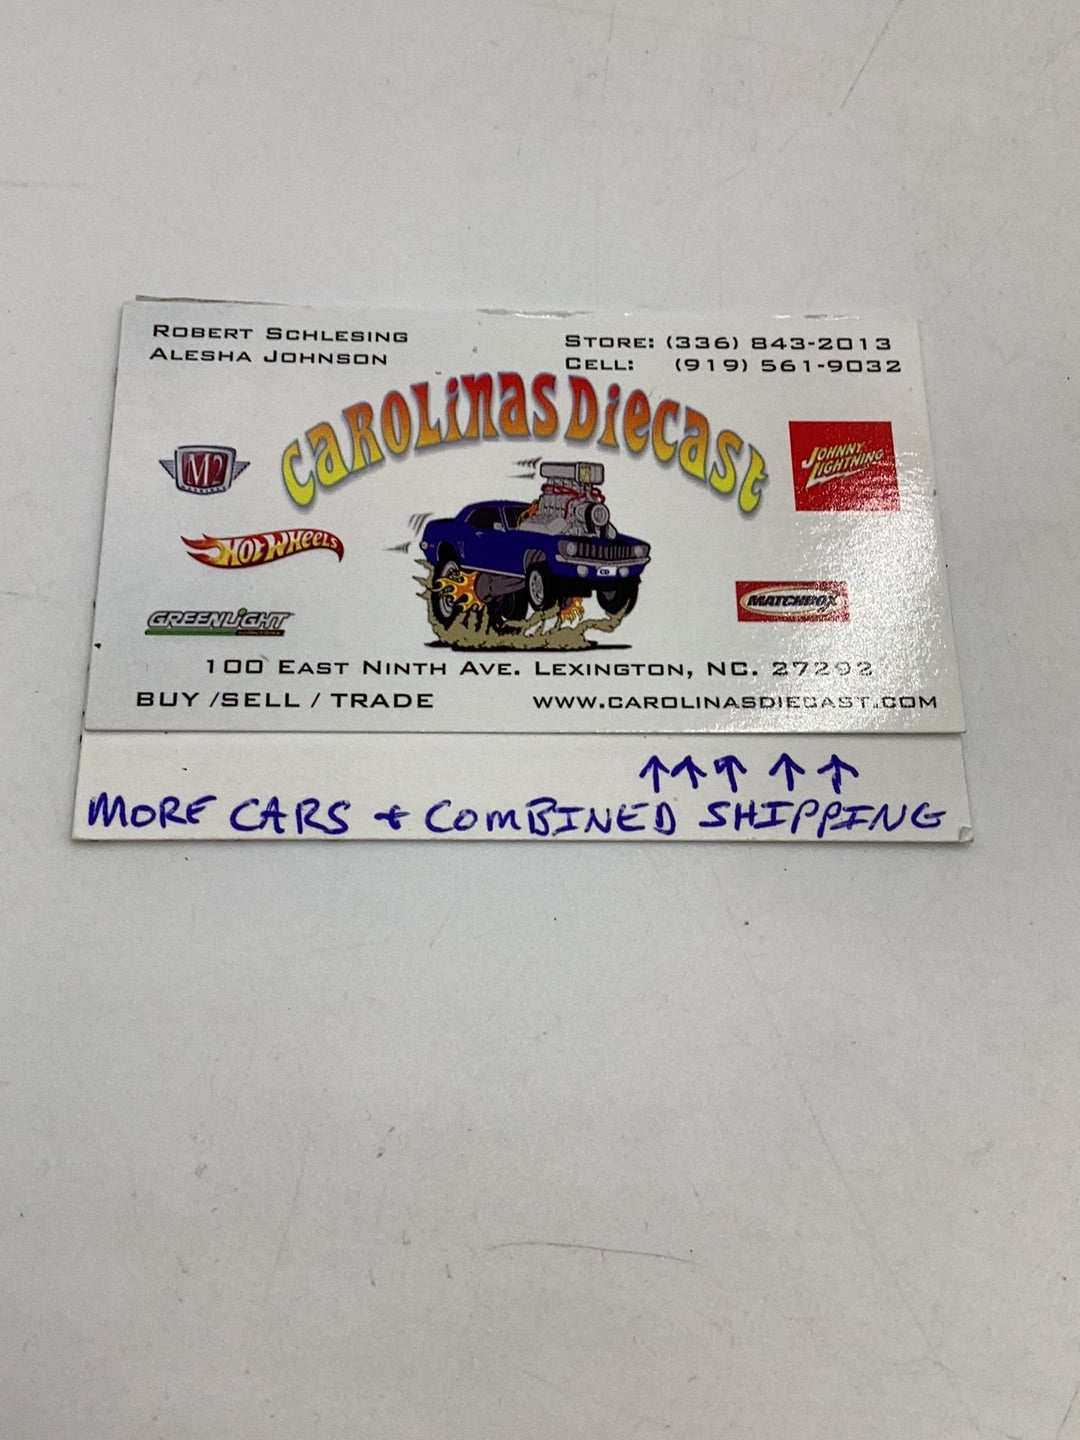 ROBERT SCHLESING
ALESHA JOHNSON
STORE: (336) 843-2013
CELL: (919) 561-9032
CAROLINAS DIECAST
M2
JOHNNY LIGHTNING
HOT WHEELS
GREENLIGHT
MATCHBOX
100 EAST NINTH AVE. LEXINGTON, NC. 27292
BUY /SELL / TRADE
WWW.CAROLINASDIECAST.COM
MORE CARS + COMBINED SHIPPING